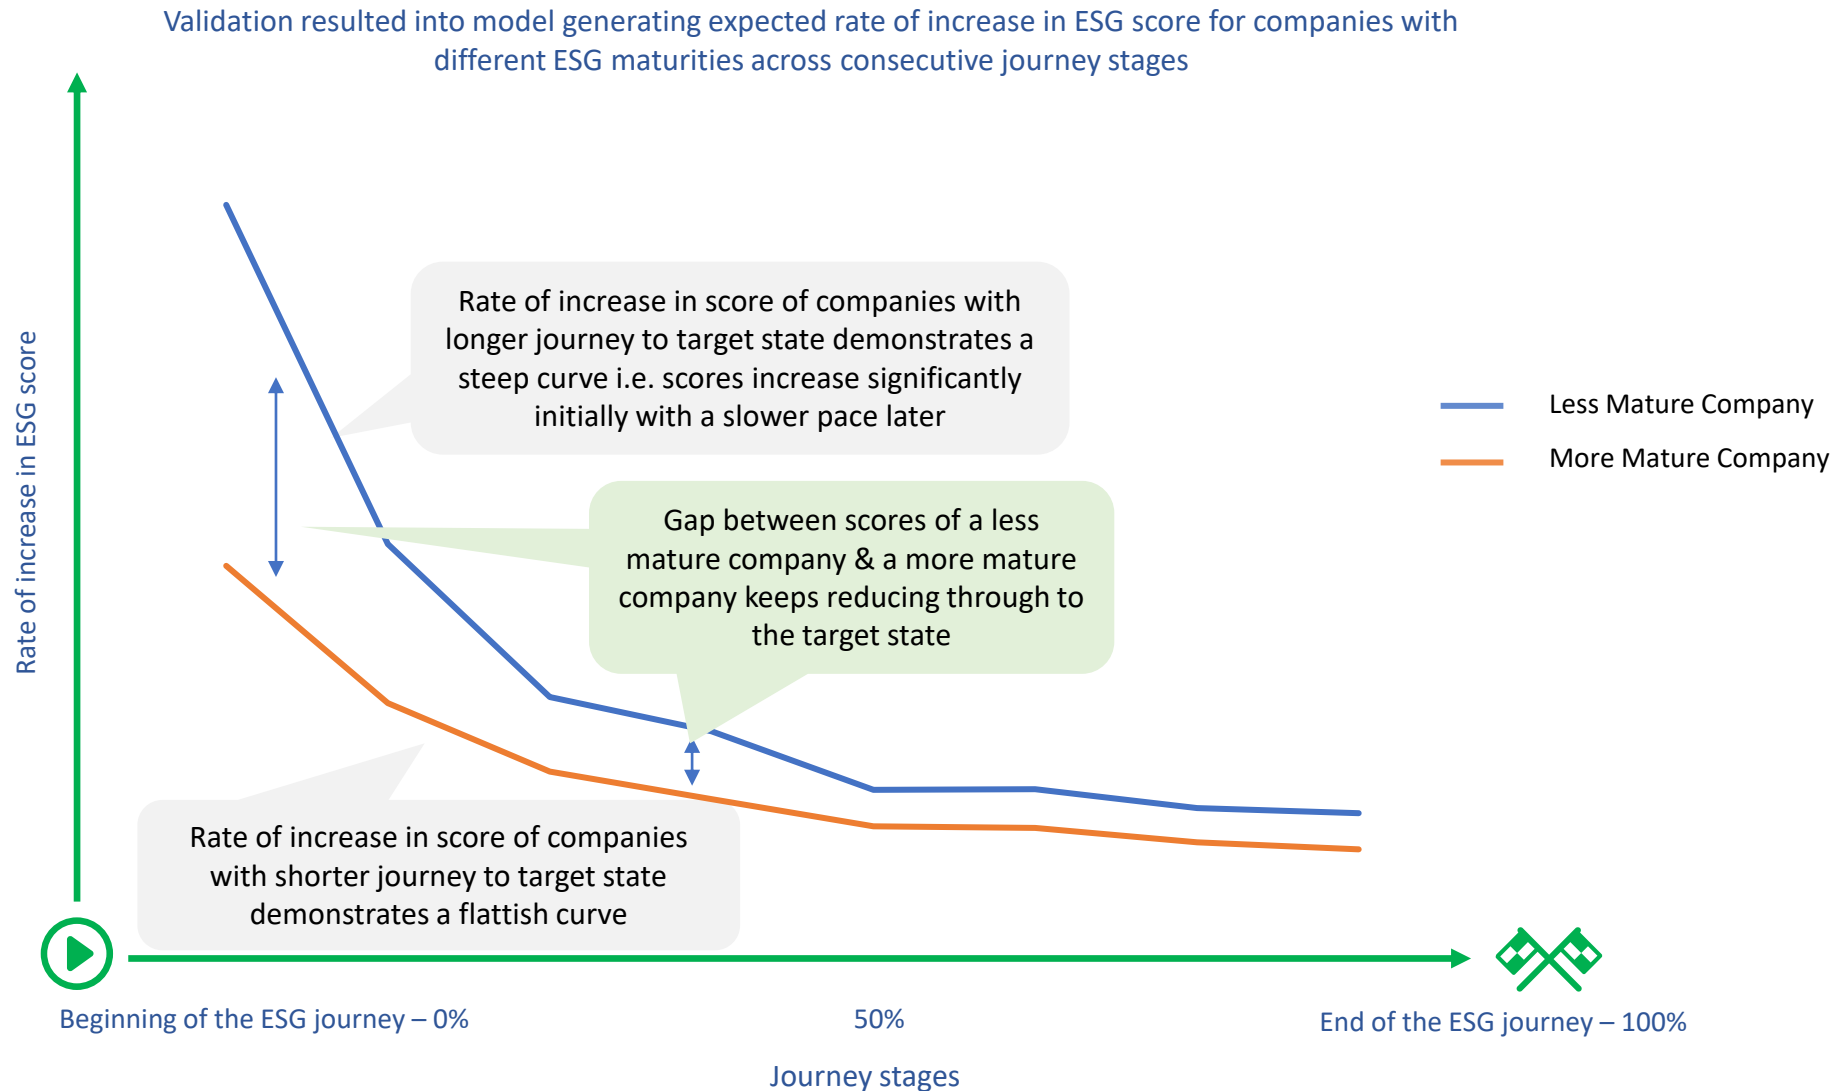 Validation resulted into model generating expected rate of increase in ESG score for companies with
different ESG maturities across consecutive journey stages
Rate of increase in ESG score
Rate of increase in score of companies with
longer journey to target state demonstrates a
steep curve i.e. scores increase significantly
initially with a slower pace later
Less Mature Company
More Mature Company
Gap between scores of a less
mature company & a more mature
company keeps reducing through to
the target state
Rate of increase in score of companies
with shorter journey to target state
demonstrates a flattish curve
Beginning of the ESG journey – 0%
50%
End of the ESG journey – 100%
Journey stages